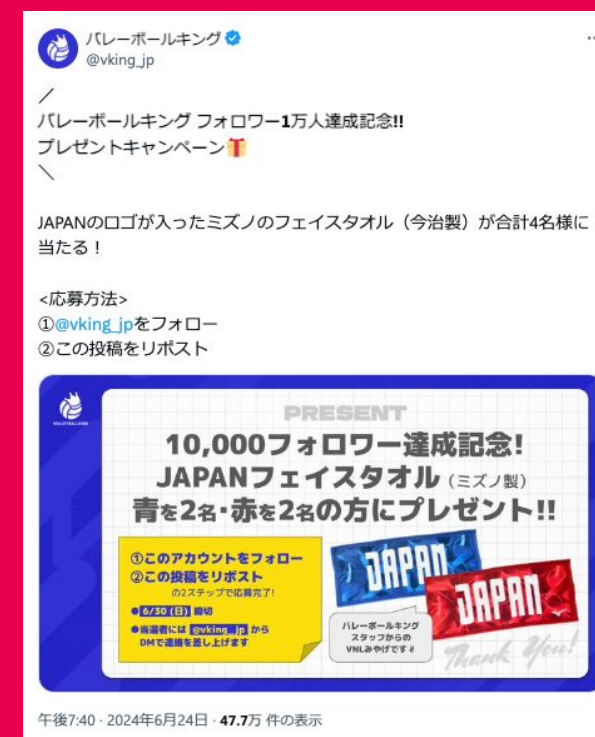 バレーボールキング
@vking_jp
/
バレーボールキング フォロワー1万人達成記念!!
プレゼントキャンペーン🎁
\
JAPANのロゴが入ったミズノのフェイスタオル（今治製）が合計4名様に
当たる！
<応募方法>
①@vking_jpをフォロー
②この投稿をリポスト
PRESENT
10,000フォロワー達成記念!
JAPANフェイスタオル（ミズノ製）
青を2名・赤を2名の方にプレゼント!!
①このアカウントをフォロー
②この投稿をリポスト
の2ステップで応募完了!
●6/30(日) 締切
●当選者には @vking_jp から
DMで連絡を差し上げます
JAPAN
JAPAN
バレーボールキング
スタッフからの
VNLみやげです
Thank You!
午後7:40 · 2024年6月24日 · 47.7万 件の表示